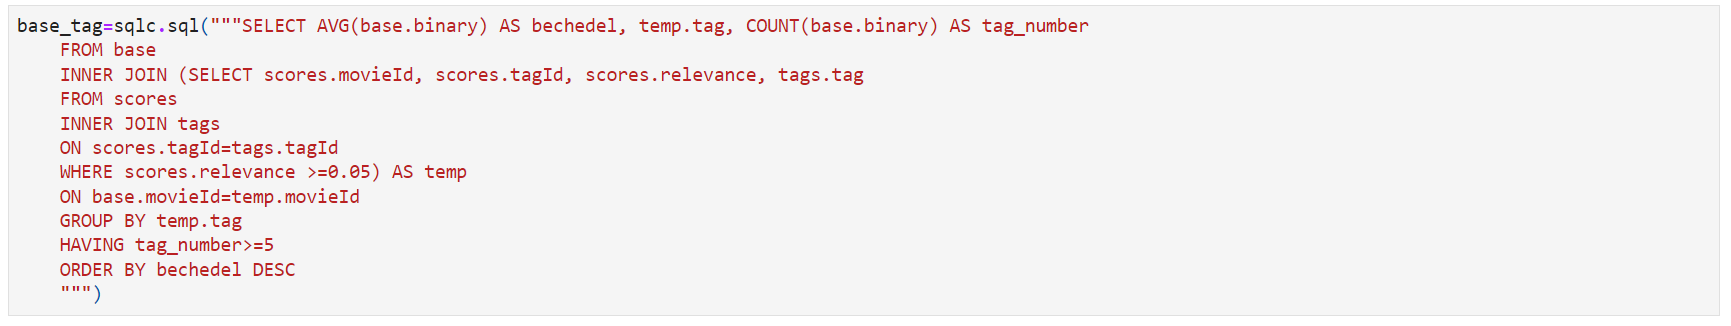 base_tag=sqlc.sql("""SELECT AVG(base.binary) AS bechedel, temp.tag, COUNT(base.binary) AS tag_number
    FROM base
    INNER JOIN (SELECT scores.movieId, scores.tagId, scores.relevance, tags.tag
    FROM scores
    INNER JOIN tags
    ON scores.tagId=tags.tagId
    WHERE scores.relevance >=0.05) AS temp
    ON base.movieId=temp.movieId
    GROUP BY temp.tag
    HAVING tag_number>=5
    ORDER BY bechedel DESC
    """)